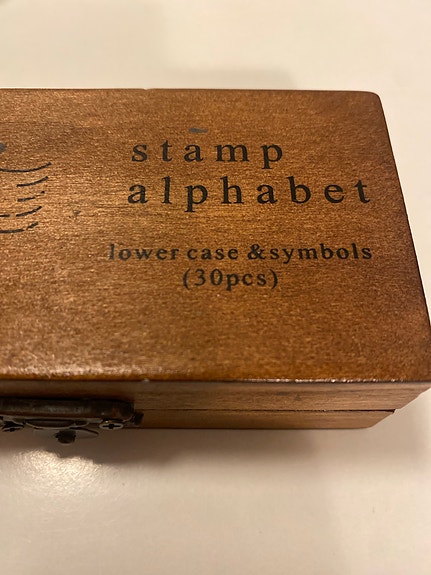 stamp
alphabet
lower case &symbols
(30pcs)